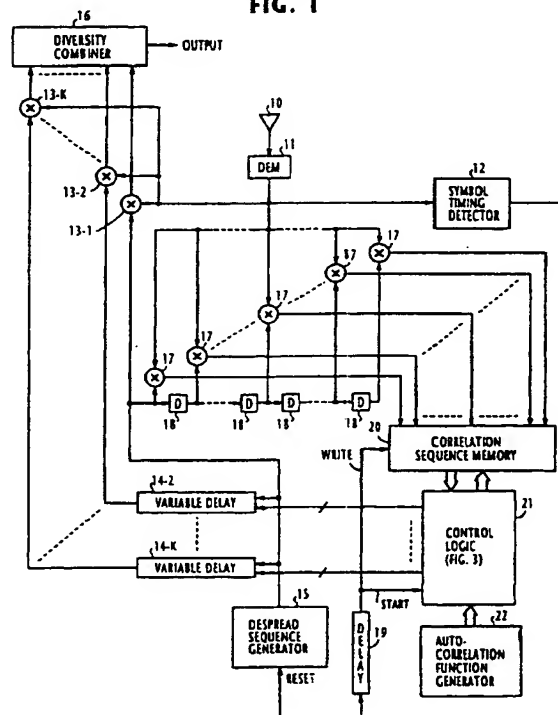 FIG. 1
16
DIVERSITY
COMBINER
OUTPUT
13-K
10
11
DEM
12
SYMBOL
TIMING
DETECTOR
13-2
13-1
17
17
17
17
17
D
D
D
D
18
18
18
18
20
CORRELATION
SEQUENCE MEMORY
WRITE
14-2
VARIABLE DELAY
21
CONTROL
LOGIC
(FIG. 3)
14-K
VARIABLE DELAY
START
15
DESPREAD
SEQUENCE
GENERATOR
DELAY
19
22
AUTO-
CORRELATION
FUNCTION
GENERATOR
RESET